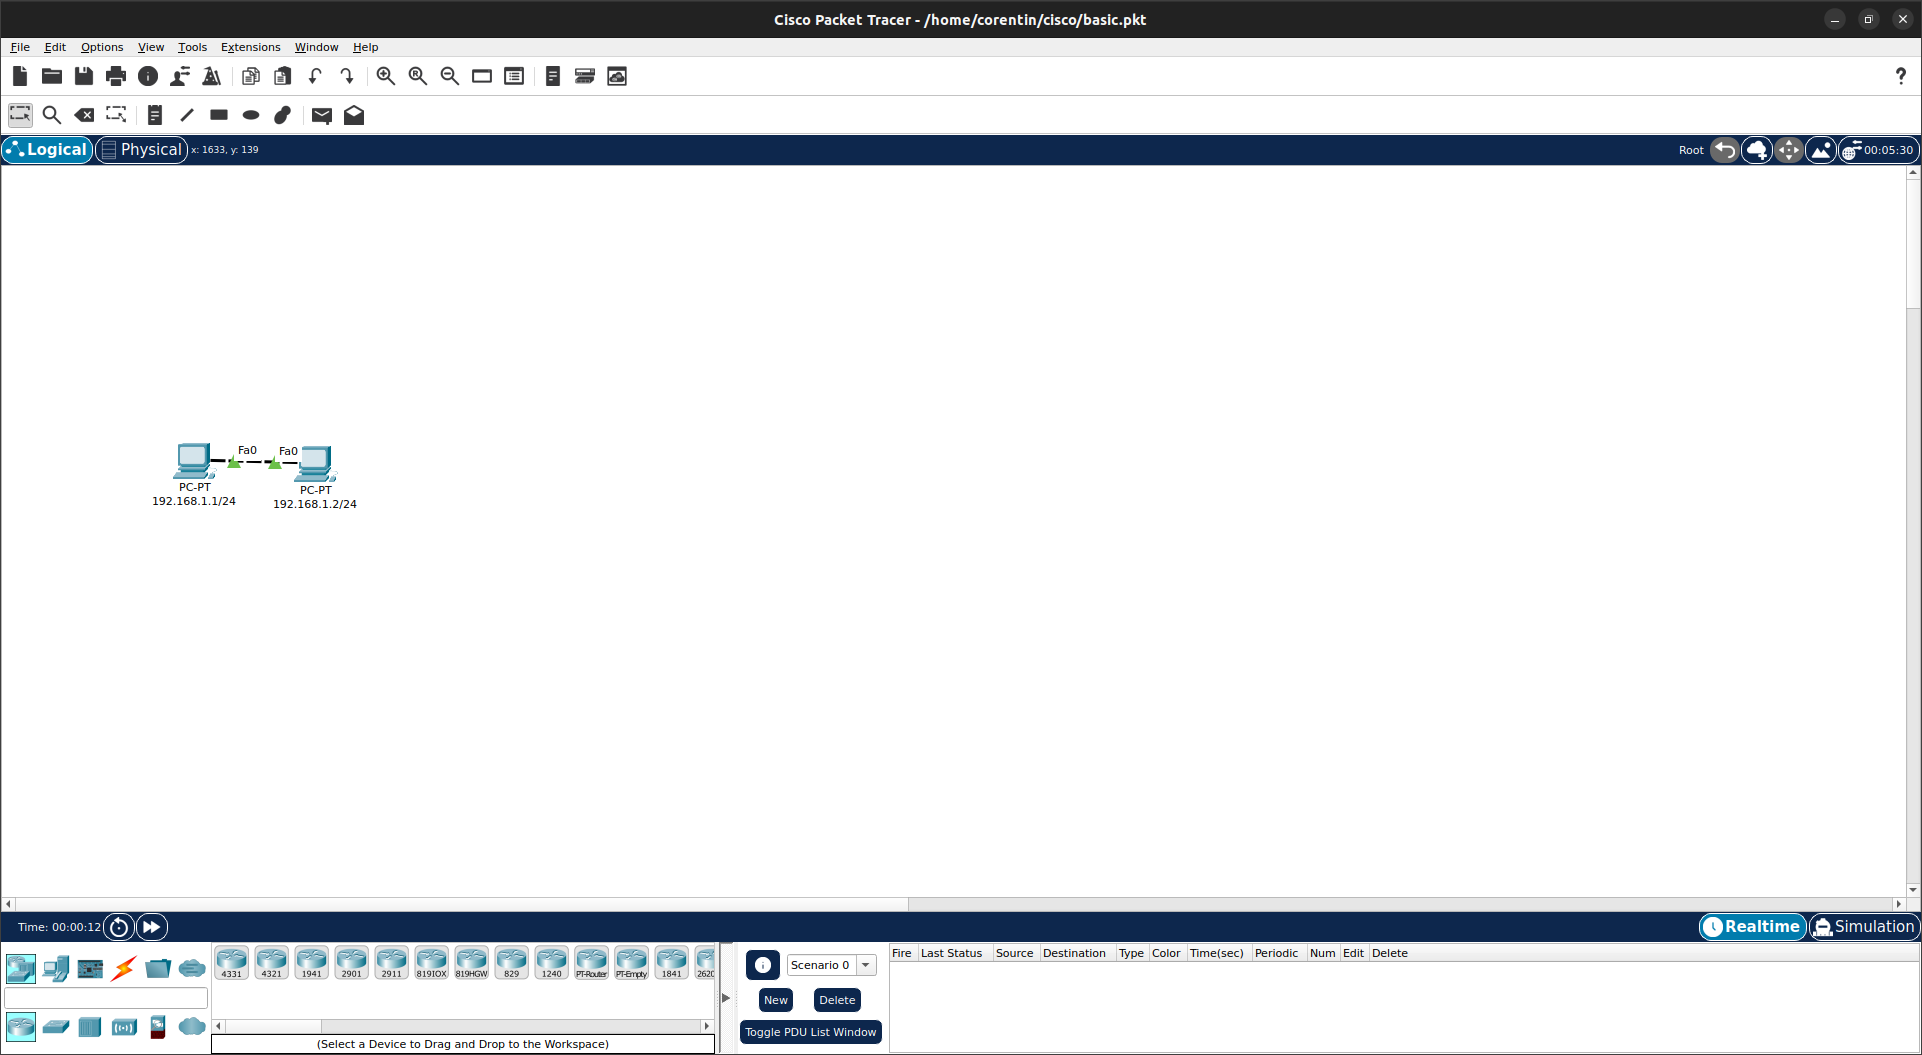 Cisco Packet Tracer - /home/corentin/cisco/basic.pkt
File Edit Options View Tools Extensions Window Help
?
Logical Physical x: 1633, y: 139 Root 00:05:30
Fa0 Fa0
PC-PT
192.168.1.1/24
PC-PT
192.168.1.2/24
Time: 00:00:12 Realtime Simulation
4331 4321 1941 2901 2911 819IOX 819HGW 829 1240 PT-Router PT-Empty 1841 2620
(Select a Device to Drag and Drop to the Workspace)
Scenario 0
New Delete
Toggle PDU List Window
Fire Last Status Source Destination Type Color Time(sec) Periodic Num Edit Delete